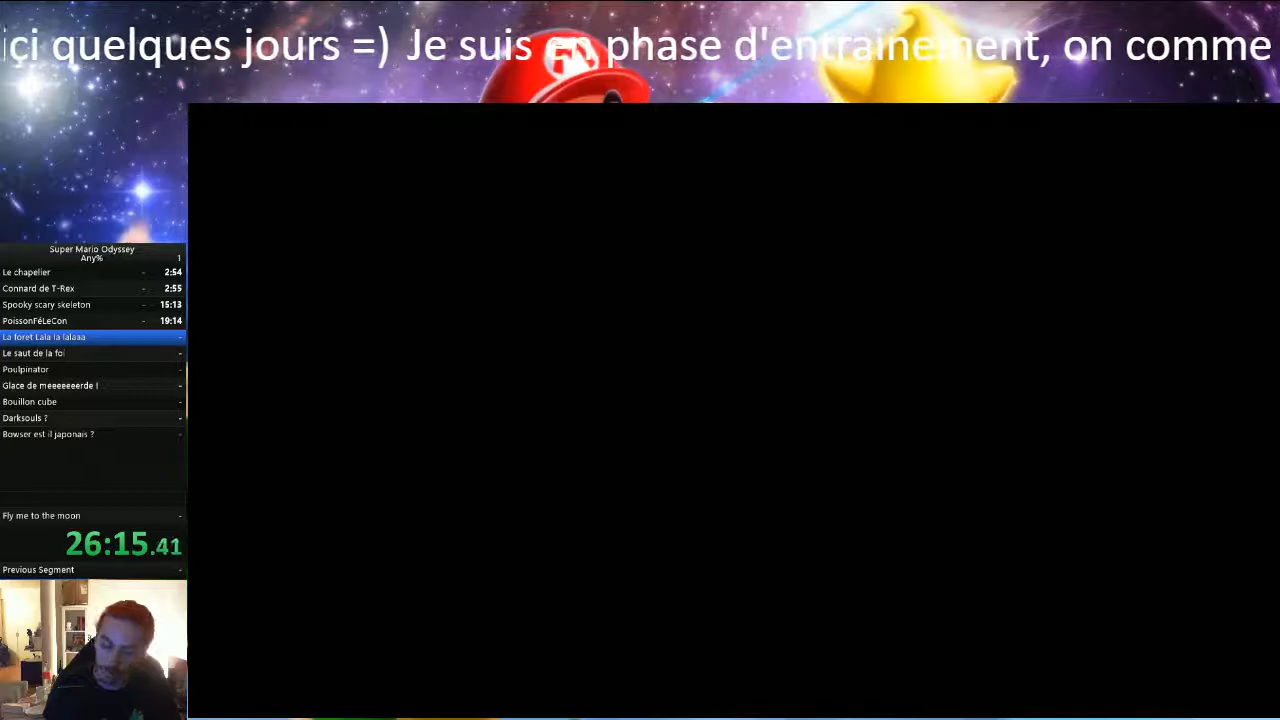 içi quelques jours =) Je suis en phase d'entrainement, on comme
Super Mario Odyssey
Any% 1
Le chapelier - 2:54
Connard de T-Rex - 2:55
Spooky scary skeleton - 15:13
PoissonFéLeCon - 19:14
La foret Lala la lalaaa -
Le saut de la foi -
Poulpinator -
Glace de meeeeeeerde ! -
Bouillon cube -
Darksouls ? -
Bowser est il japonais ? -
Fly me to the moon -
26:15.41
Previous Segment -